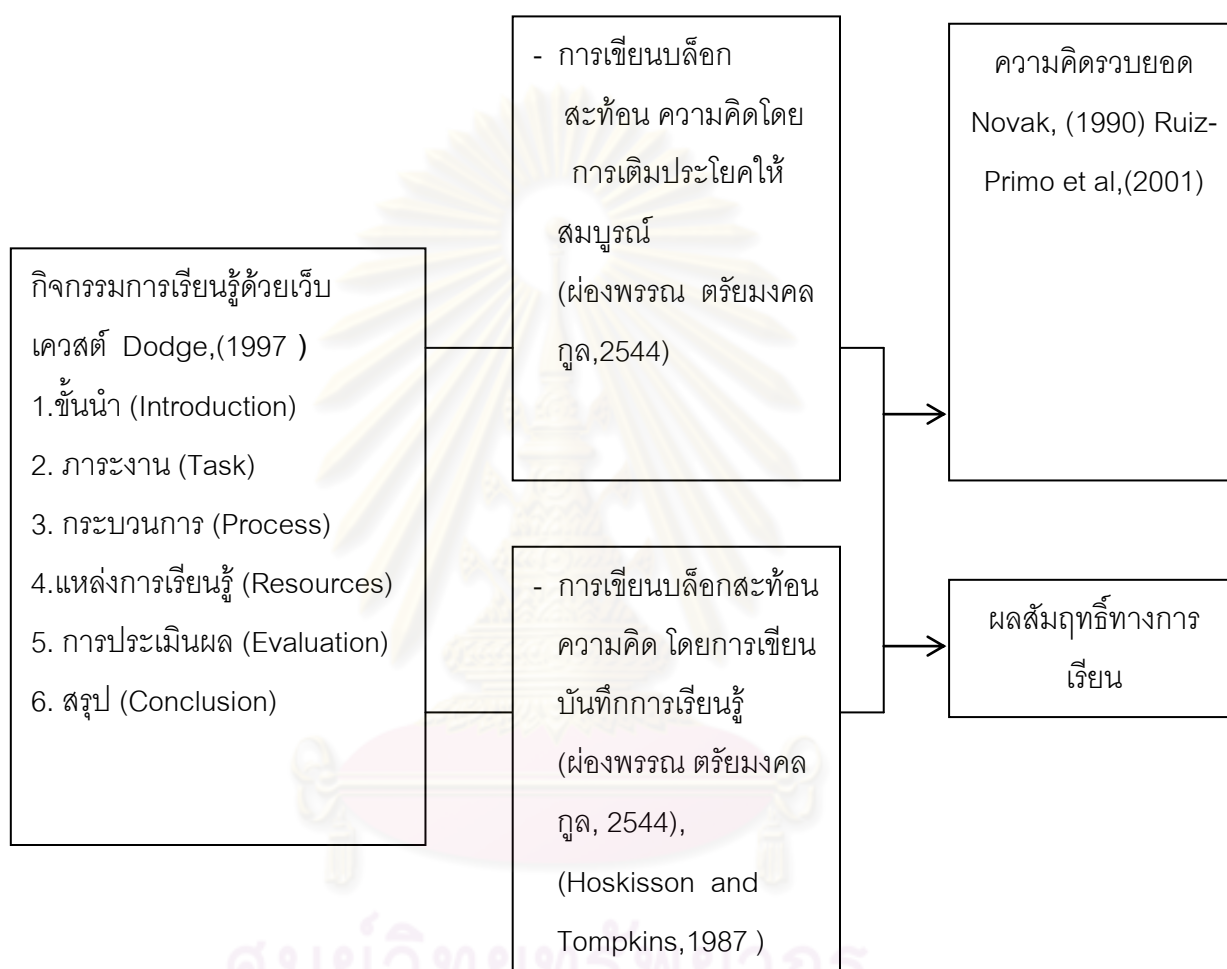 กิจกรรมการเรียนรู้ด้วยเว็บ
เควสต์ Dodge,(1997 )
1.ขั้นนำ (Introduction)
2. ภาระงาน (Task)
3. กระบวนการ (Process)
4.แหล่งการเรียนรู้ (Resources)
5. การประเมินผล (Evaluation)
6. สรุป (Conclusion)
- การเขียนบล็อก
สะท้อน ความคิดโดย
การเติมประโยคให้
สมบูรณ์
(ผ่องพรรณ ตรัยมงคล
กูล,2544)
- การเขียนบล็อกสะท้อน
ความคิด โดยการเขียน
บันทึกการเรียนรู้
(ผ่องพรรณ ตรัยมงคล
กูล, 2544),
(Hoskisson and
Tompkins,1987 )
ความคิดรวบยอด
Novak, (1990) Ruiz-
Primo et al,(2001)
ผลสัมฤทธิ์ทางการ
เรียน
ศูนย์วิทยทรัพยากร